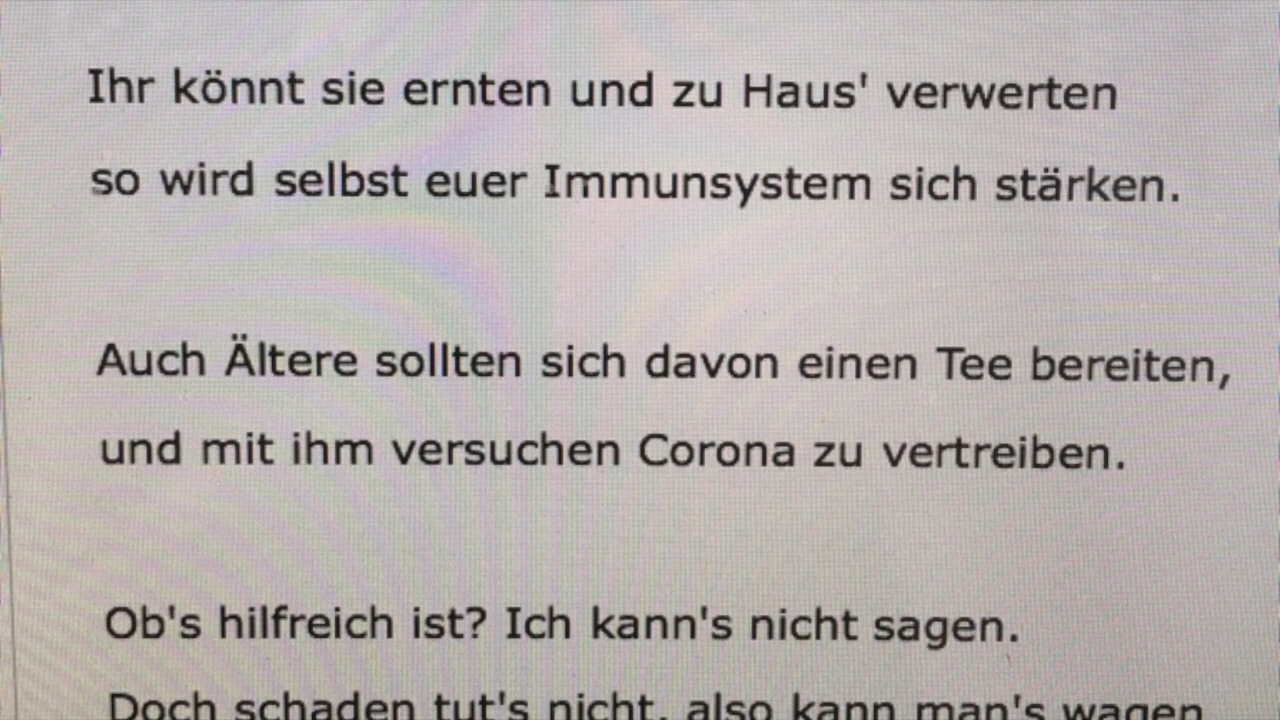 Ihr könnt sie ernten und zu Haus' verwerten
so wird selbst euer Immunsystem sich stärken.
Auch Ältere sollten sich davon einen Tee bereiten,
und mit ihm versuchen Corona zu vertreiben.
Ob's hilfreich ist? Ich kann's nicht sagen.
Doch schaden tut's nicht, also kann man's wagen